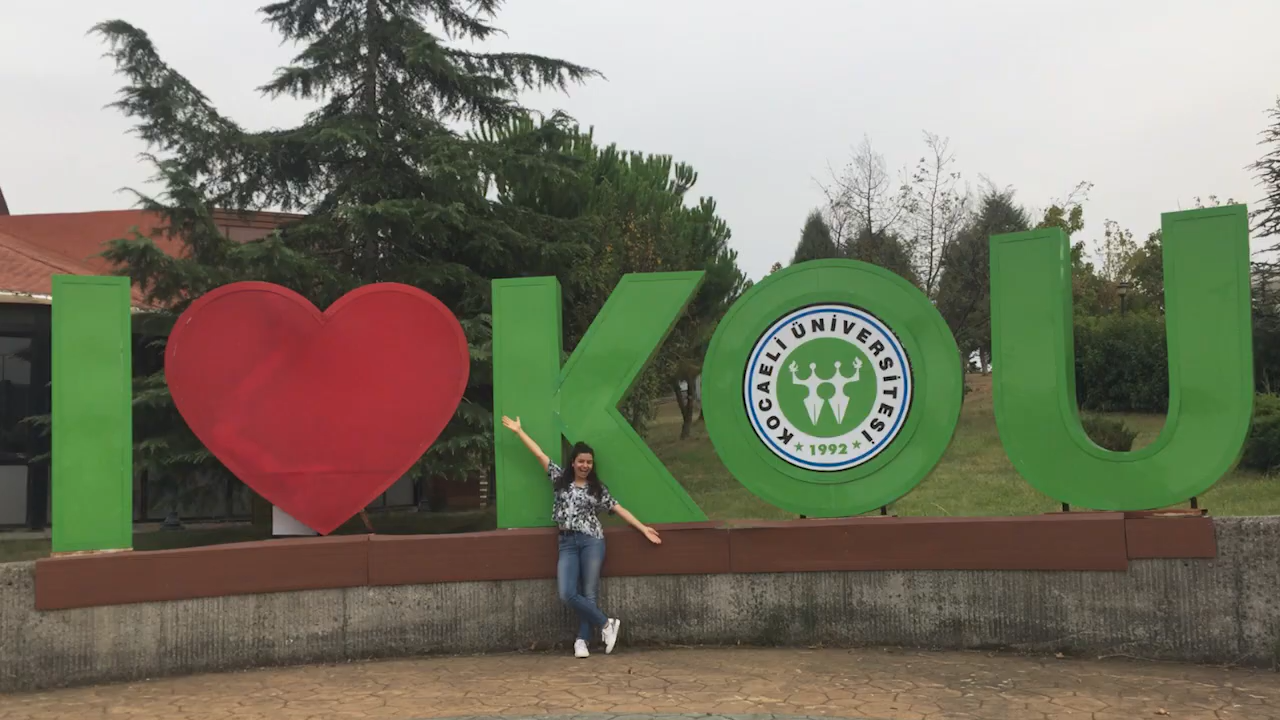 I ❤ KOU
KOCAELİ ÜNİVERSİTESİ
★ 1992 ★